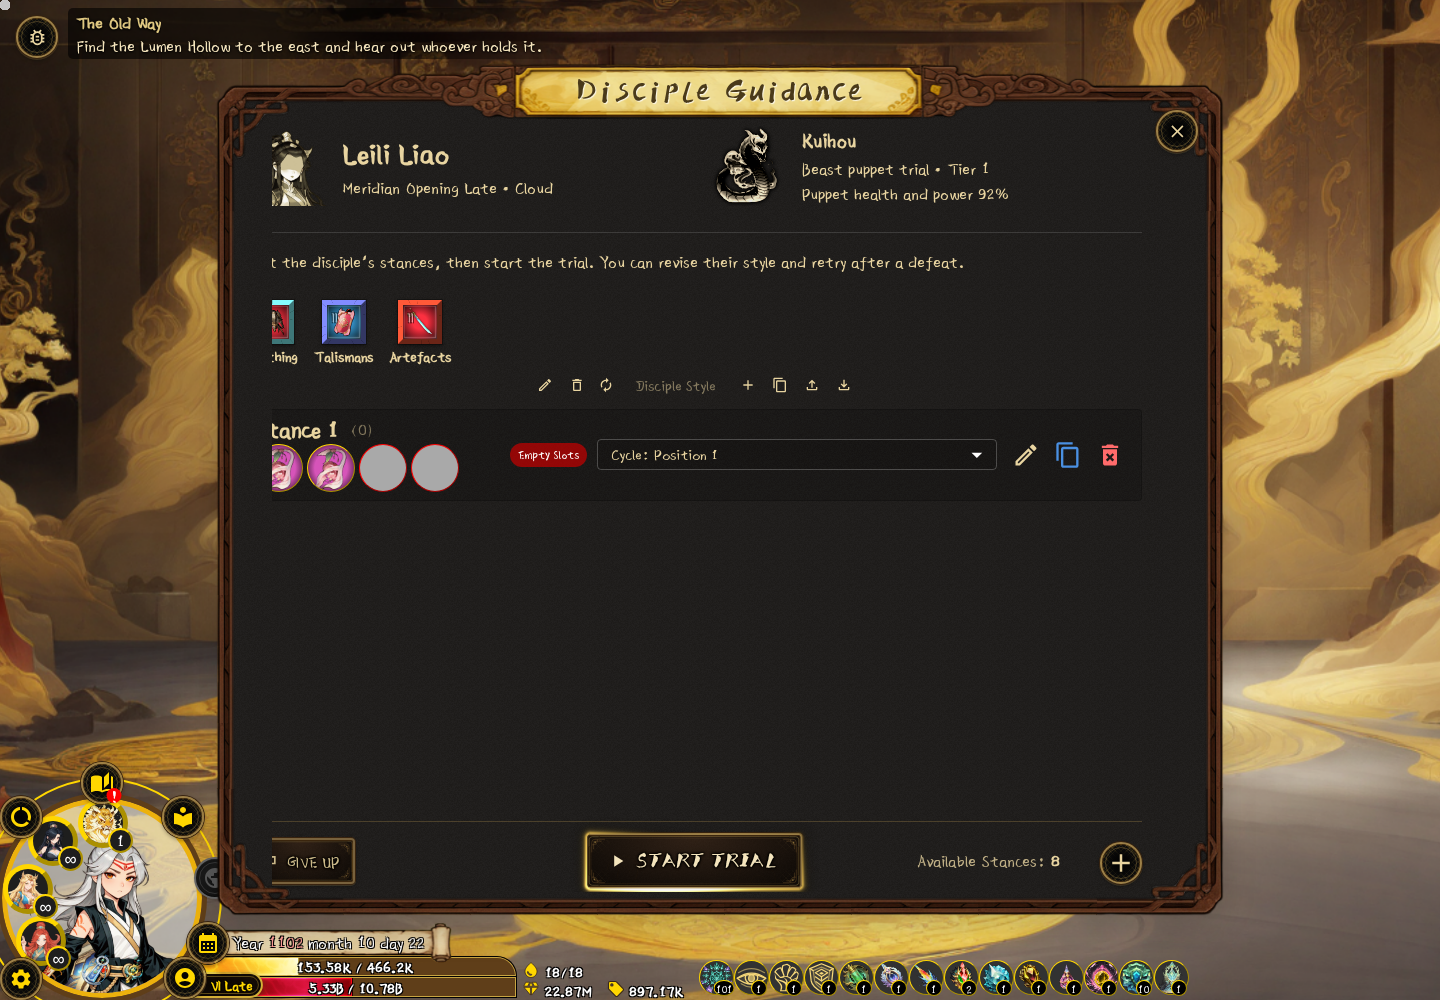 The Old Way
Find the Lumen Hollow to the east and hear out whoever holds it.
Disciple Guidance
Leili Liao
Meridian Opening Late • Cloud
Kuihou
Beast puppet trial • Tier 1
Puppet health and power 92%
t the disciple's stances, then start the trial. You can revise their style and retry after a defeat.
thing
Talismans
Artefacts
Disciple Style
tance 1 (0)
Empty Slots
Cycle: Position 1
GIVE UP
START TRIAL
Available Stances: 8
1
∞
∞
∞
Year 1102 month 10 day 22
153.58K / 466.2K
VI Late
5.33B / 10.78B
18/18
22.87M
897.17K
101 1 1 1 1 1 1 2 1 1 1 1 10 1